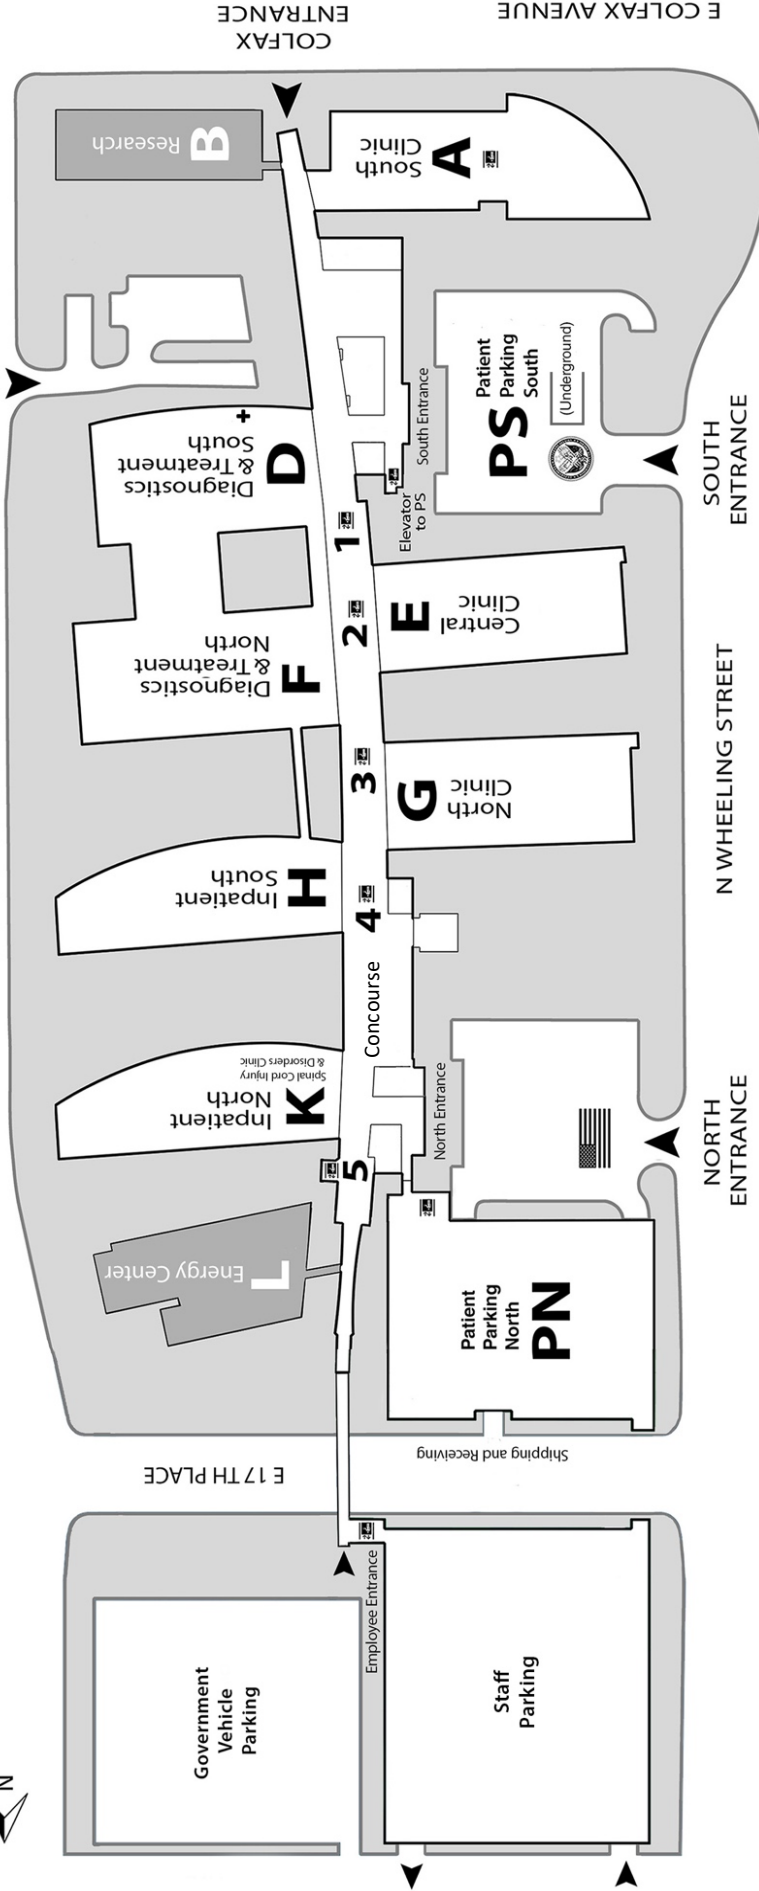 COLFAX
ENTRANCE
E COLFAX AVENUE
B
Research
A
South
Clinic
D
Diagnostics
& Treatment
South
PS
Patient
Parking
South
(Underground)
South Entrance
Elevator
to PS
SOUTH
ENTRANCE
1
2
E
Central
Clinic
F
Diagnostics
& Treatment
North
3
G
North
Clinic
N WHEELING STREET
H
Inpatient
South
4
Concourse
K
Inpatient
North
Spinal Cord Injury
& Disorders Clinic
5
North Entrance
NORTH
ENTRANCE
L
Energy Center
Patient
Parking
North
PN
Shipping and Receiving
E 17TH PLACE
Employee Entrance
Government
Vehicle
Parking
Staff
Parking
N